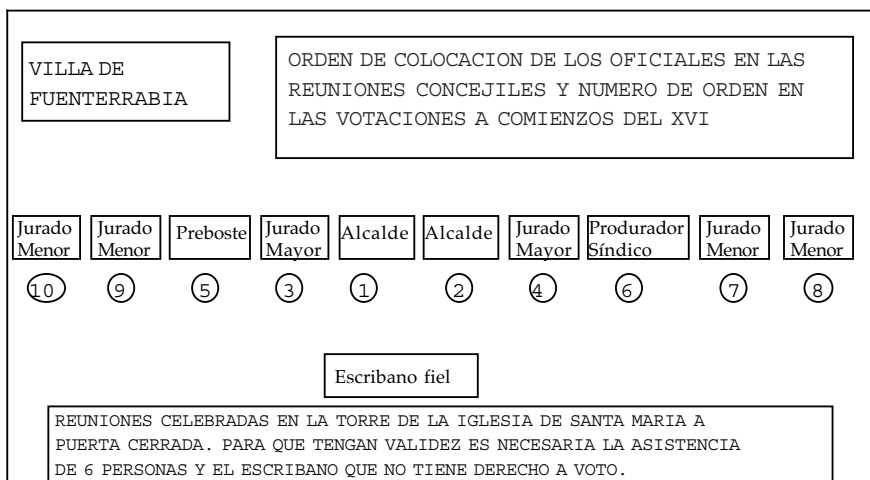 VILLA DE
FUENTERRABIA
ORDEN DE COLOCACION DE LOS OFICIALES EN LAS
REUNIONES CONCEJILES Y NUMERO DE ORDEN EN
LAS VOTACIONES A COMIENZOS DEL XVI
Jurado
Menor
Jurado
Menor
Preboste
Jurado
Mayor
Alcalde
Alcalde
Jurado
Mayor
Produrador
Síndico
Jurado
Menor
Jurado
Menor
10 9 5 3 1 2 4 6 7 8
Escribano fiel
REUNIONES CELEBRADAS EN LA TORRE DE LA IGLESIA DE SANTA MARIA A
PUERTA CERRADA. PARA QUE TENGAN VALIDEZ ES NECESARIA LA ASISTENCIA
DE 6 PERSONAS Y EL ESCRIBANO QUE NO TIENE DERECHO A VOTO.